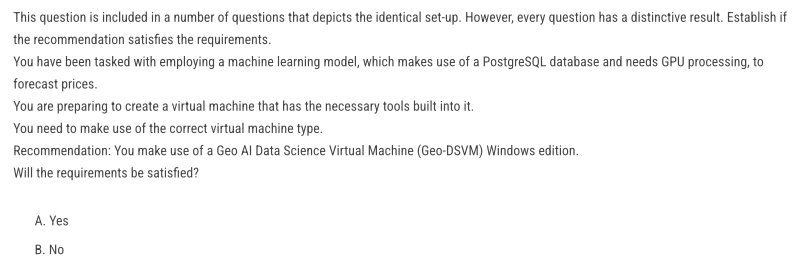 This question is included in a number of questions that depicts the identical set-up. However, every question has a distinctive result. Establish if
the recommendation satisfies the requirements.
You have been tasked with employing a machine learning model, which makes use of a PostgreSQL database and needs GPU processing, to
forecast prices.
You are preparing to create a virtual machine that has the necessary tools built into it.
You need to make use of the correct virtual machine type.
Recommendation: You make use of a Geo AI Data Science Virtual Machine (Geo-DSVM) Windows edition.
Will the requirements be satisfied?
A. Yes
B. No